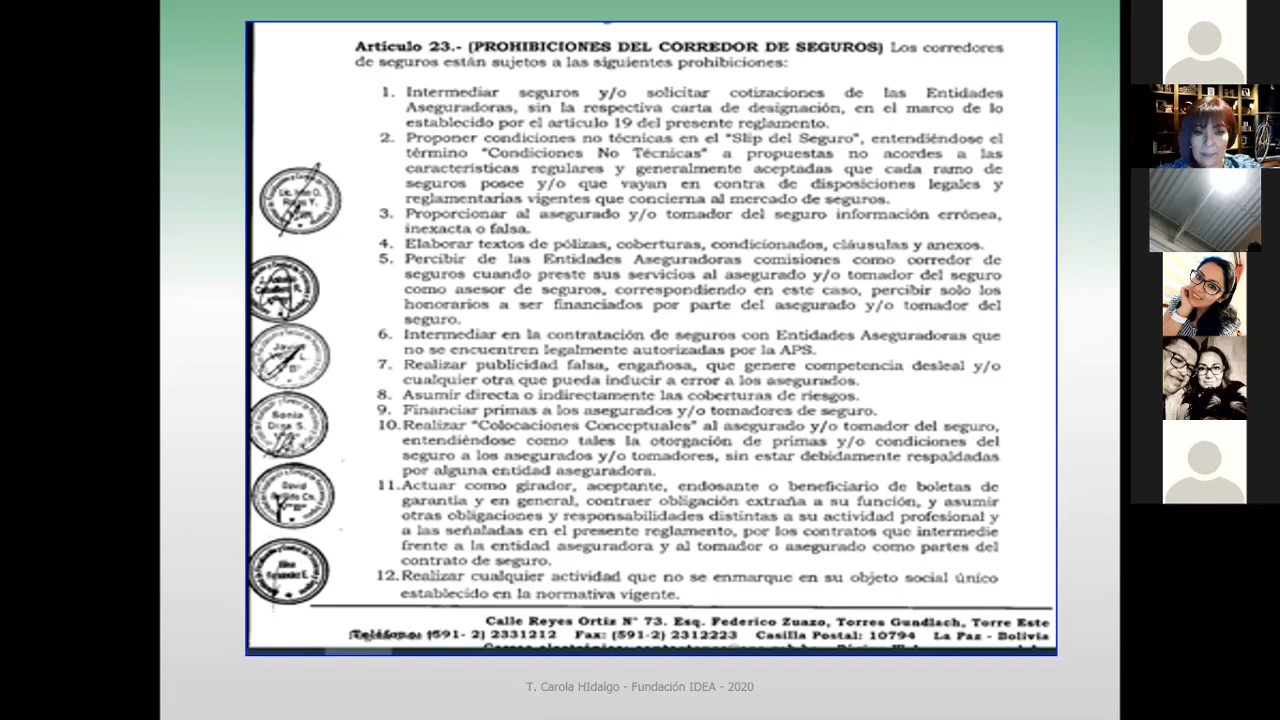 Artículo 23.- (PROHIBICIONES DEL CORREDOR DE SEGUROS) Los corredores
de seguros están sujetos a las siguientes prohibiciones:
1. Intermediar seguros y/o solicitar cotizaciones de las Entidades
Aseguradoras, sin la respectiva carta de designación, en el marco de lo
establecido por el artículo 19 del presente reglamento.
2. Proponer condiciones no técnicas en el "Slip del Seguro", entendiéndose el
término "Condiciones No Técnicas" a propuestas no acordes a las
características regulares y generalmente aceptadas que cada ramo de
seguros posee y/o que vayan en contra de disposiciones legales y
reglamentarias vigentes que concierna al mercado de seguros.
3. Proporcionar al asegurado y/o tomador del seguro información errónea,
inexacta o falsa.
4. Elaborar textos de pólizas, coberturas, condicionados, cláusulas y anexos.
5. Percibir de las Entidades Aseguradoras comisiones como corredor de
seguros cuando preste sus servicios al asegurado y/o tomador del seguro
como asesor de seguros, correspondiendo en este caso, percibir solo los
honorarios a ser financiados por parte del asegurado y/o tomador del
seguro.
6. Intermediar en la contratación de seguros con Entidades Aseguradoras que
no se encuentren legalmente autorizadas por la APS.
7. Realizar publicidad falsa, engañosa, que genere competencia desleal y/o
cualquier otra que pueda inducir a error a los asegurados.
8. Asumir directa o indirectamente las coberturas de riesgos.
9. Financiar primas a los asegurados y/o tomadores de seguro.
10. Realizar "Colocaciones Conceptuales" al asegurado y/o tomador del seguro,
entendiéndose como tales la otorgación de primas y/o condiciones del
seguro a los asegurados y/o tomadores, sin estar debidamente respaldadas
por alguna entidad aseguradora.
11. Actuar como girador, aceptante, endosante o beneficiario de boletas de
garantía y en general, contraer obligación extraña a su función, y asumir
otras obligaciones y responsabilidades distintas a su actividad profesional y
a las señaladas en el presente reglamento, por los contratos que intermedie
frente a la entidad aseguradora y al tomador o asegurado como partes del
contrato de seguro.
12. Realizar cualquier actividad que no se enmarque en su objeto social único
establecido en la normativa vigente.
Calle Reyes Ortiz N° 73. Esq. Federico Zuazo, Torres Gundlach, Torre Este
Teléfono: (591- 2) 2331212 Fax: (591-2) 2312223 Casilla Postal: 10794 La Paz - Bolivia
Sonia
David
T. Carola HIdalgo - Fundación IDEA - 2020